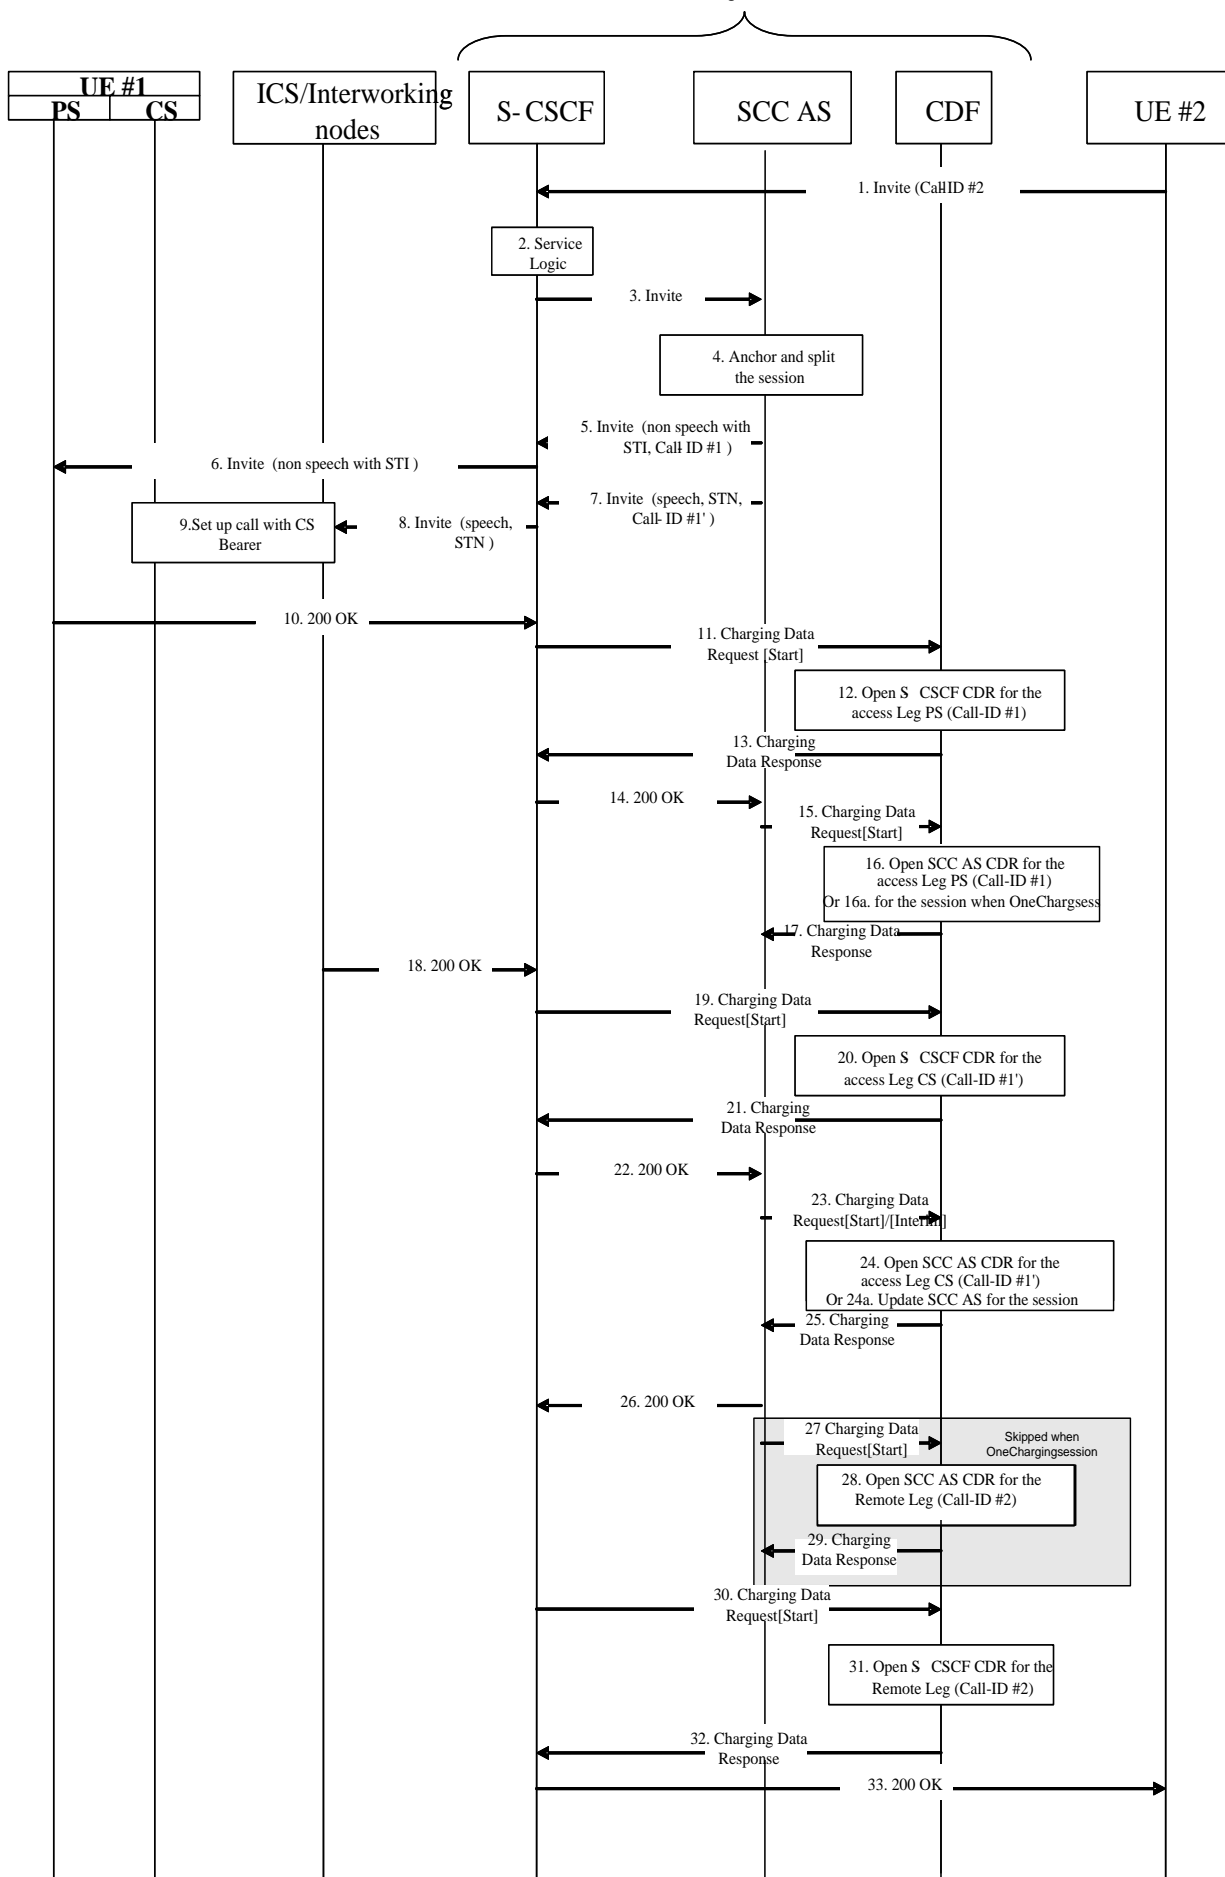 UE #1
PS CS
ICS/Interworking
nodes
S- CSCF
SCC AS
CDF
UE #2
1. Invite (Call-ID #2
2. Service
Logic
3. Invite
4. Anchor and split
the session
5. Invite (non speech with
STI, Call- ID #1 )
6. Invite (non speech with STI )
7. Invite (speech, STN,
Call- ID #1' )
8. Invite (speech,
STN )
9.Set up call with CS
Bearer
10. 200 OK
11. Charging Data
Request [Start]
12. Open S CSCF CDR for the
access Leg PS (Call-ID #1)
13. Charging
Data Response
14. 200 OK
15. Charging Data
Request[Start]
16. Open SCC AS CDR for the
access Leg PS (Call-ID #1)
Or 16a. for the session when OneChargsess
17. Charging Data
Response
18. 200 OK
19. Charging Data
Request[Start]
20. Open S CSCF CDR for the
access Leg CS (Call-ID #1')
21. Charging
Data Response
22. 200 OK
23. Charging Data
Request[Start]/[Interim]
24. Open SCC AS CDR for the
access Leg CS (Call-ID #1')
Or 24a. Update SCC AS for the session
25. Charging
Data Response
26. 200 OK
27 Charging Data
Request[Start]
Skipped when
OneChargingsession
28. Open SCC AS CDR for the
Remote Leg (Call-ID #2)
29. Charging
Data Response
30. Charging Data
Request[Start]
31. Open S CSCF CDR for the
Remote Leg (Call-ID #2)
32. Charging Data
Response
33. 200 OK